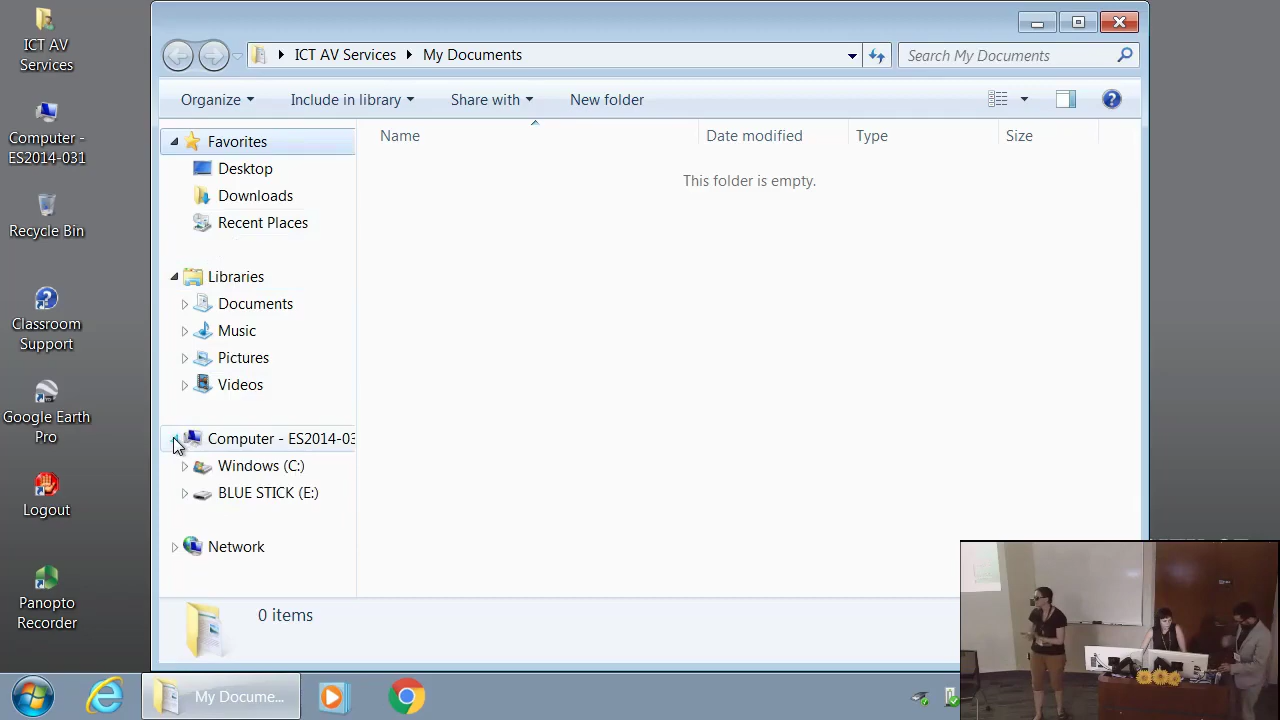 ICT AV
Services
Computer -
ES2014-031
Recycle Bin
Classroom
Support
Google Earth
Pro
Logout
Panopto
Recorder
ICT AV Services
My Documents
Search My Documents
Organize
Include in library
Share with
New folder
Name
Date modified
Type
Size
This folder is empty.
Favorites
Desktop
Downloads
Recent Places
Libraries
Documents
Music
Pictures
Videos
Computer - ES2014-03
Windows (C:)
BLUE STICK (E:)
Network
0 items
My Docume...